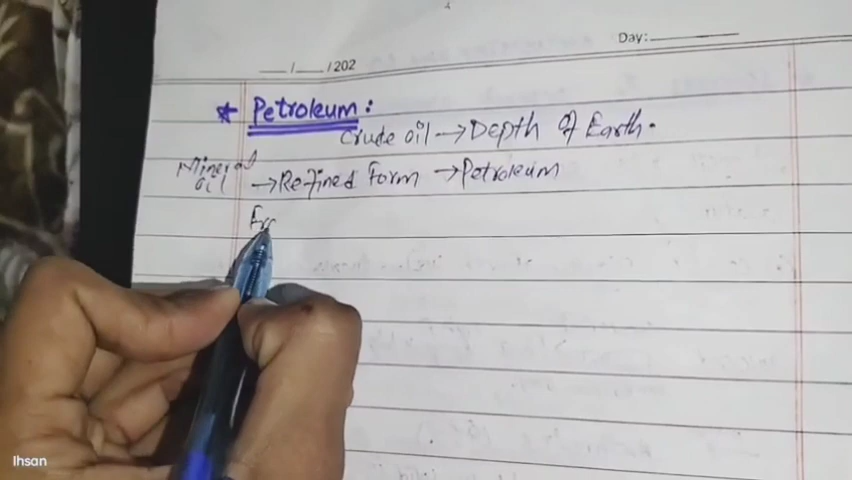 Day:
__/__/202
* Petroleum:
Crude oil → Depth of Earth.
Mineral oil → Refined Form → Petroleum
Ihsan